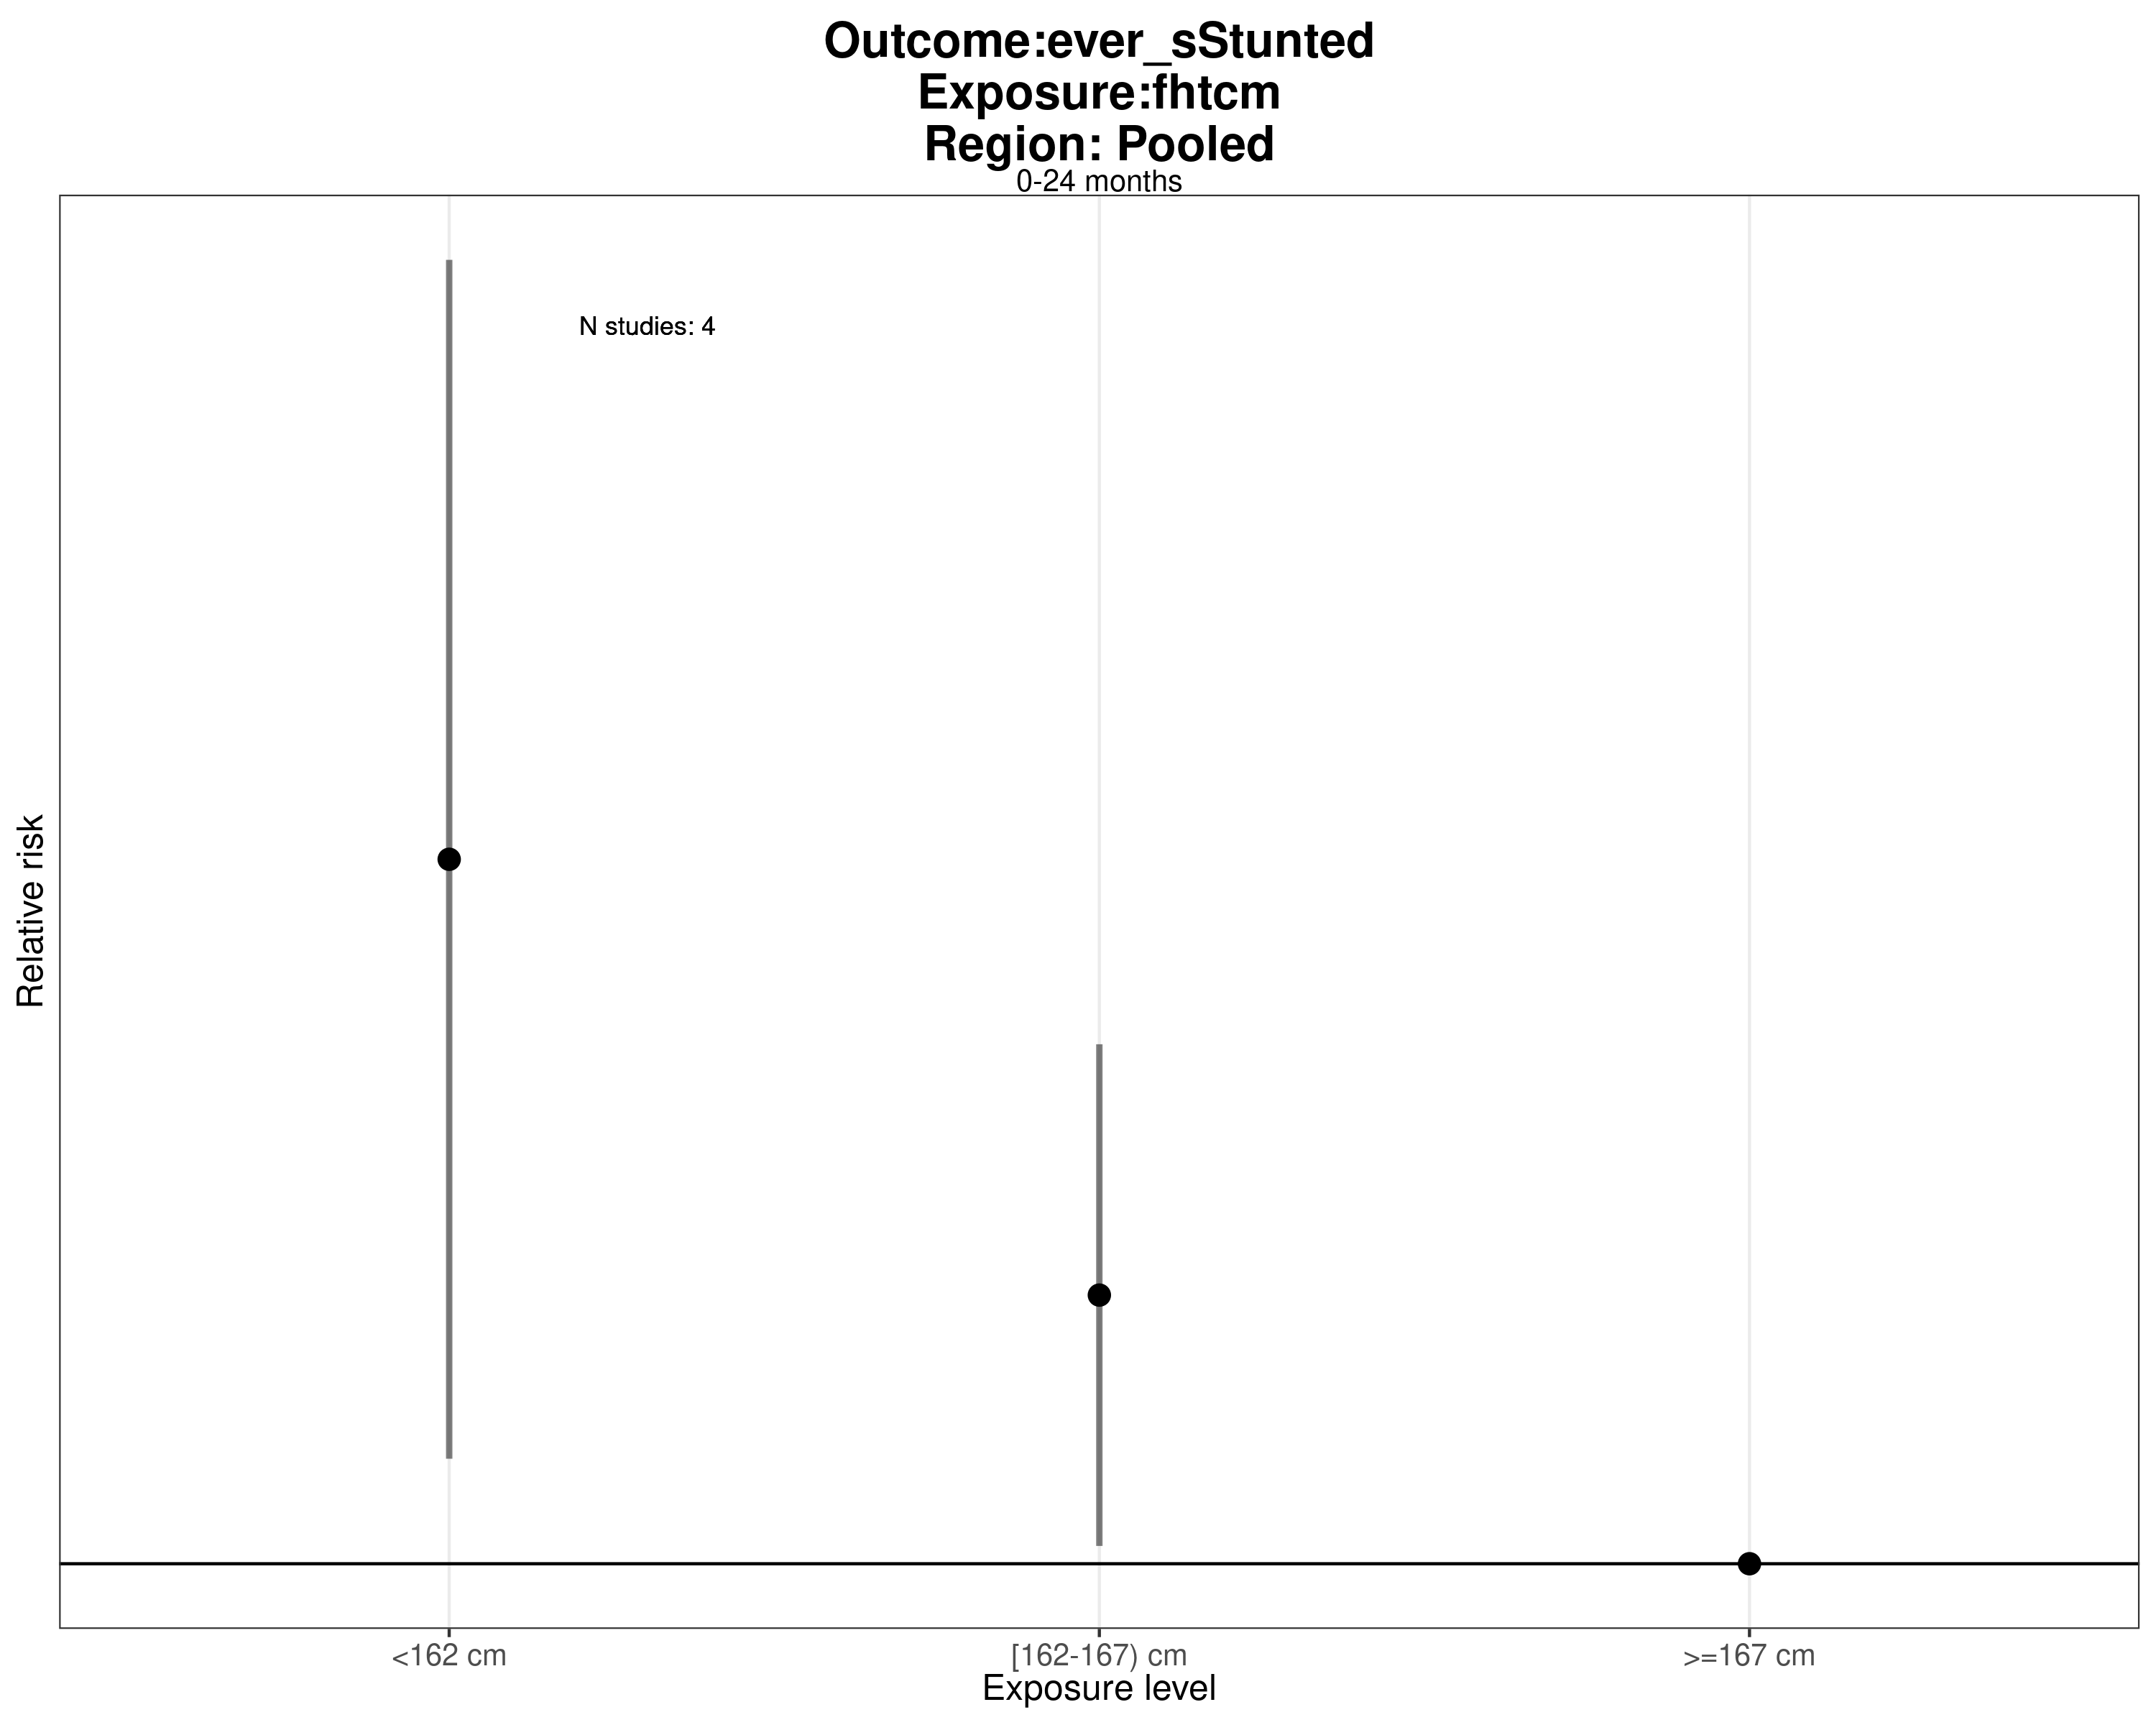 Outcome:ever_sStunted
Exposure:fhtcm
Region: Pooled
0-24 months
N studies: 4
Relative risk
<162 cm
[162-167) cm
>=167 cm
Exposure level